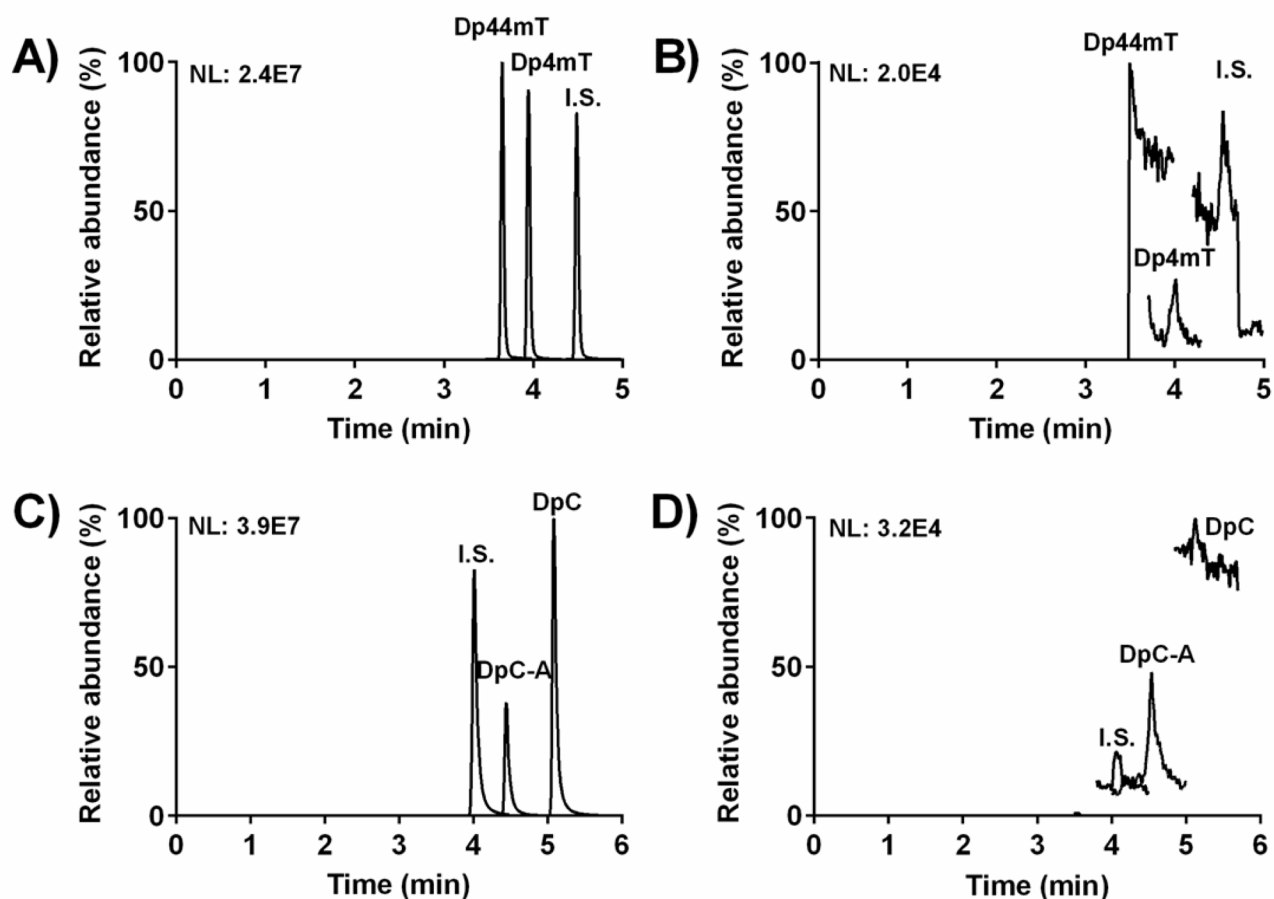 A)
Relative abundance (%)
100
50
0
NL: 2.4E7
Dp44mT
Dp4mT
I.S.
0 1 2 3 4 5
Time (min)
B)
Relative abundance (%)
100
50
0
NL: 2.0E4
Dp44mT
I.S.
Dp4mT
0 1 2 3 4 5
Time (min)
C)
Relative abundance (%)
100
50
0
NL: 3.9E7
DpC
I.S.
DpC-A
0 1 2 3 4 5 6
Time (min)
D)
Relative abundance (%)
100
50
0
NL: 3.2E4
DpC
DpC-A
I.S.
0 1 2 3 4 5 6
Time (min)